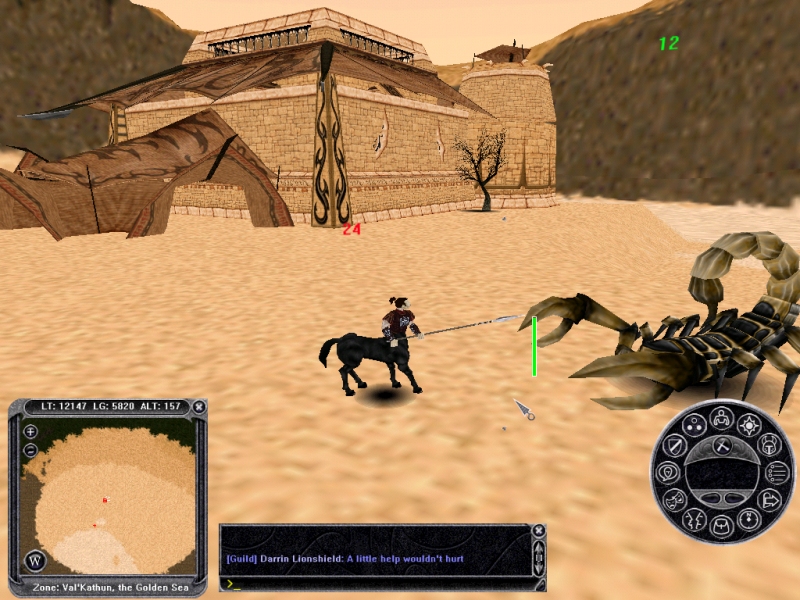 12
24
LT: 12147 LG: 5820 ALT: 157
W
[Guild] Darrin Lionshield: A little help wouldn't hurt
>_
Zone: Val'Kathun, the Golden Sea